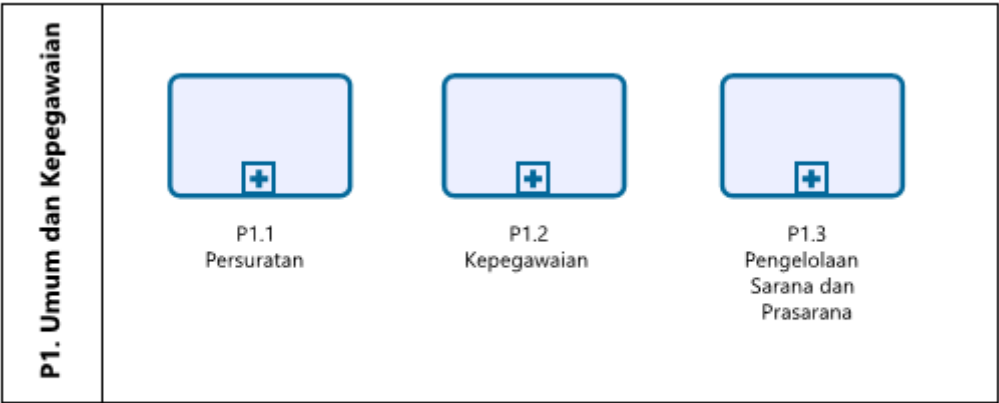 P1. Umum dan Kepegawaian
P1.1
Persuratan
P1.2
Kepegawaian
P1.3
Pengelolaan
Sarana dan
Prasarana